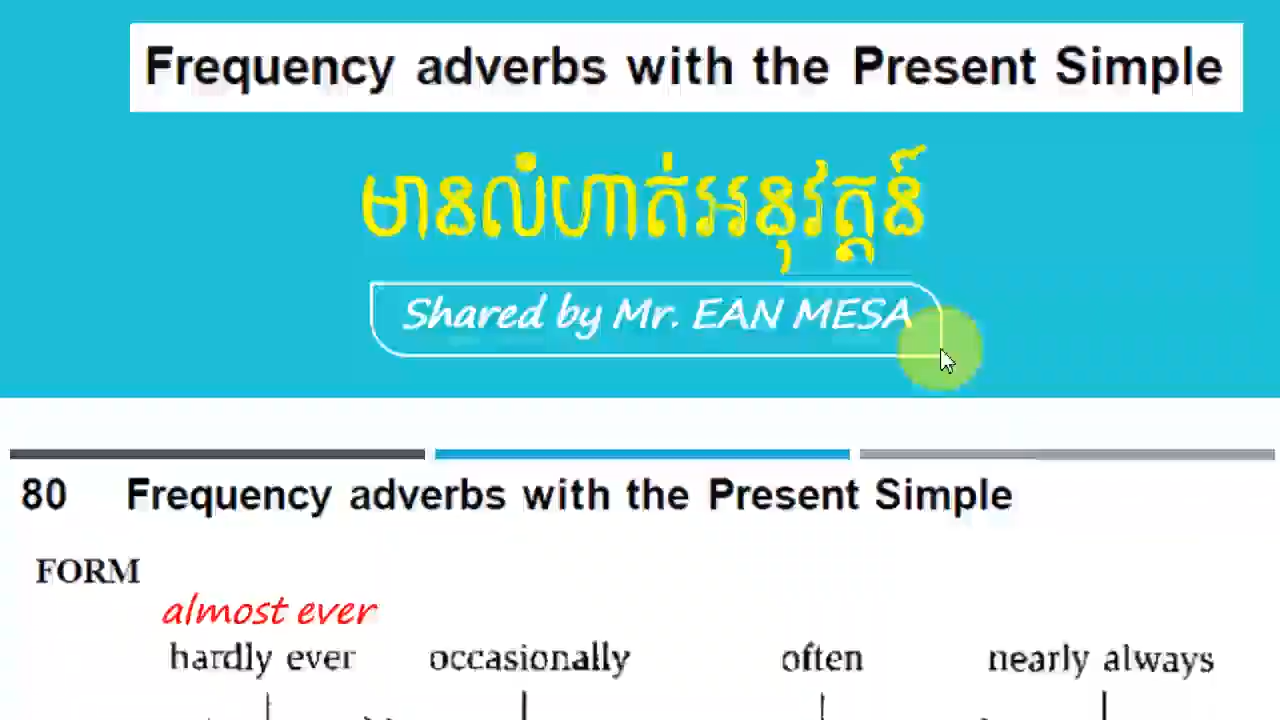 Frequency adverbs with the Present Simple
មានលំហាត់អនុវត្តន៍
Shared by Mr. EAN MESA
80 Frequency adverbs with the Present Simple
FORM
almost ever
hardly ever occasionally often nearly always